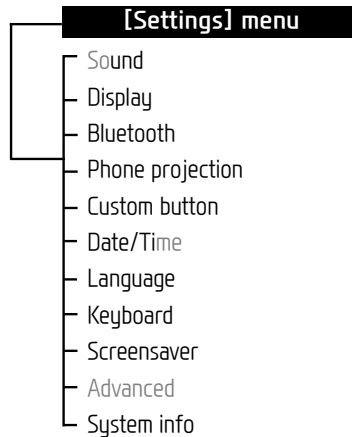 [Settings] menu
Sound
Display
Bluetooth
Phone projection
Custom button
Date/Time
Language
Keyboard
Screensaver
Advanced
System info